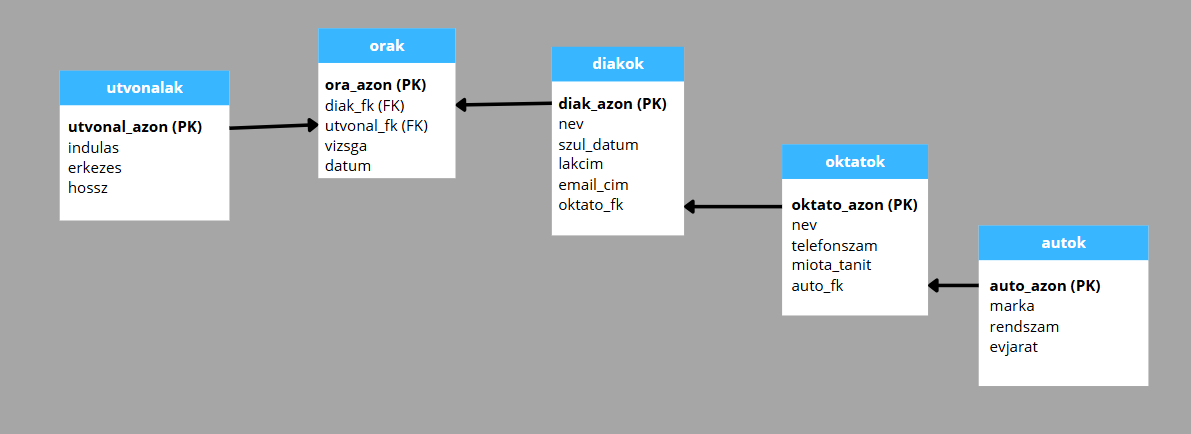 utvonalak
utvonal_azon (PK)
indulas
erkezes
hossz
orak
ora_azon (PK)
diak_fk (FK)
utvonal_fk (FK)
vizsga
datum
diakok
diak_azon (PK)
nev
szul_datum
lakcim
email_cim
oktato_fk
oktatok
oktato_azon (PK)
nev
telefonszam
miota_tanit
auto_fk
autok
auto_azon (PK)
marka
rendszam
evjarat